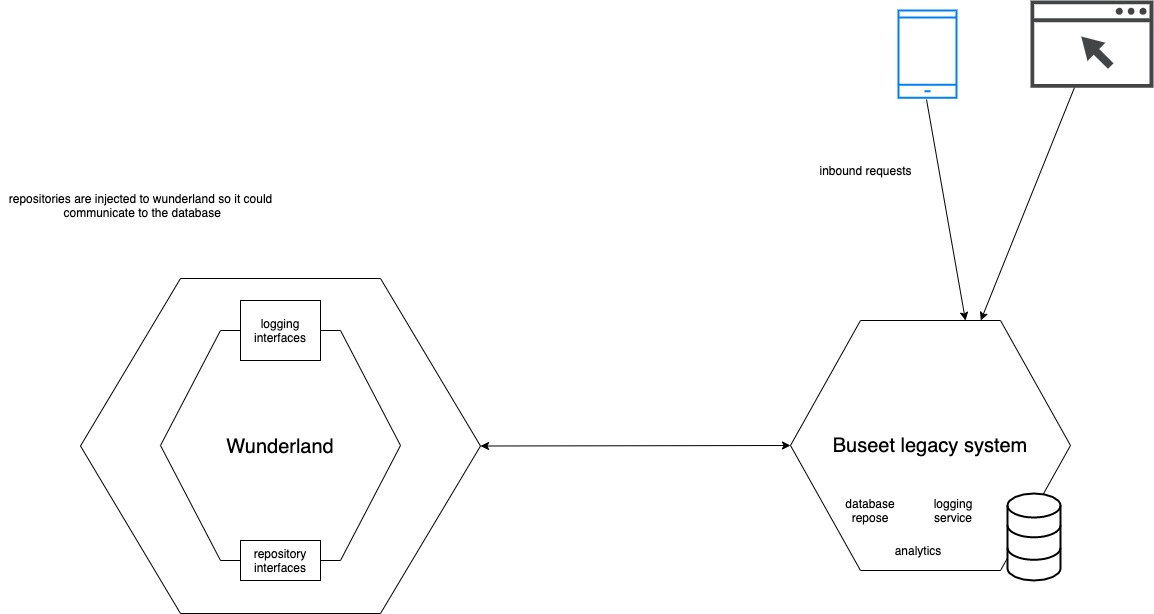 inbound requests
repositories are injected to wunderland so it could
communicate to the database
logging
interfaces
Wunderland
repository
interfaces
Buseet legacy system
database
repose
logging
service
analytics